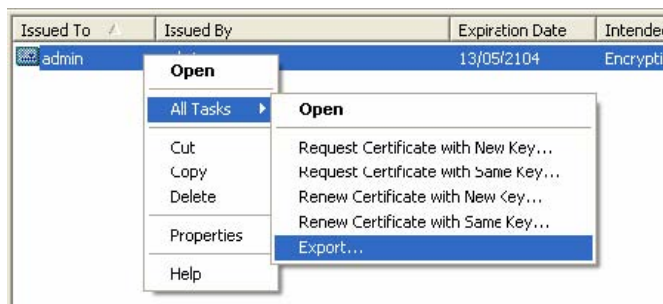 Issued To Issued By Expiration Date Intende
admin 13/05/2104 Encrypti
Open
All Tasks
Cut
Copy
Delete
Properties
Help
Open
Request Certificate with New Key...
Request Certificate with Same Key...
Renew Certificate with New Key...
Renew Certificate with Same Key...
Export...